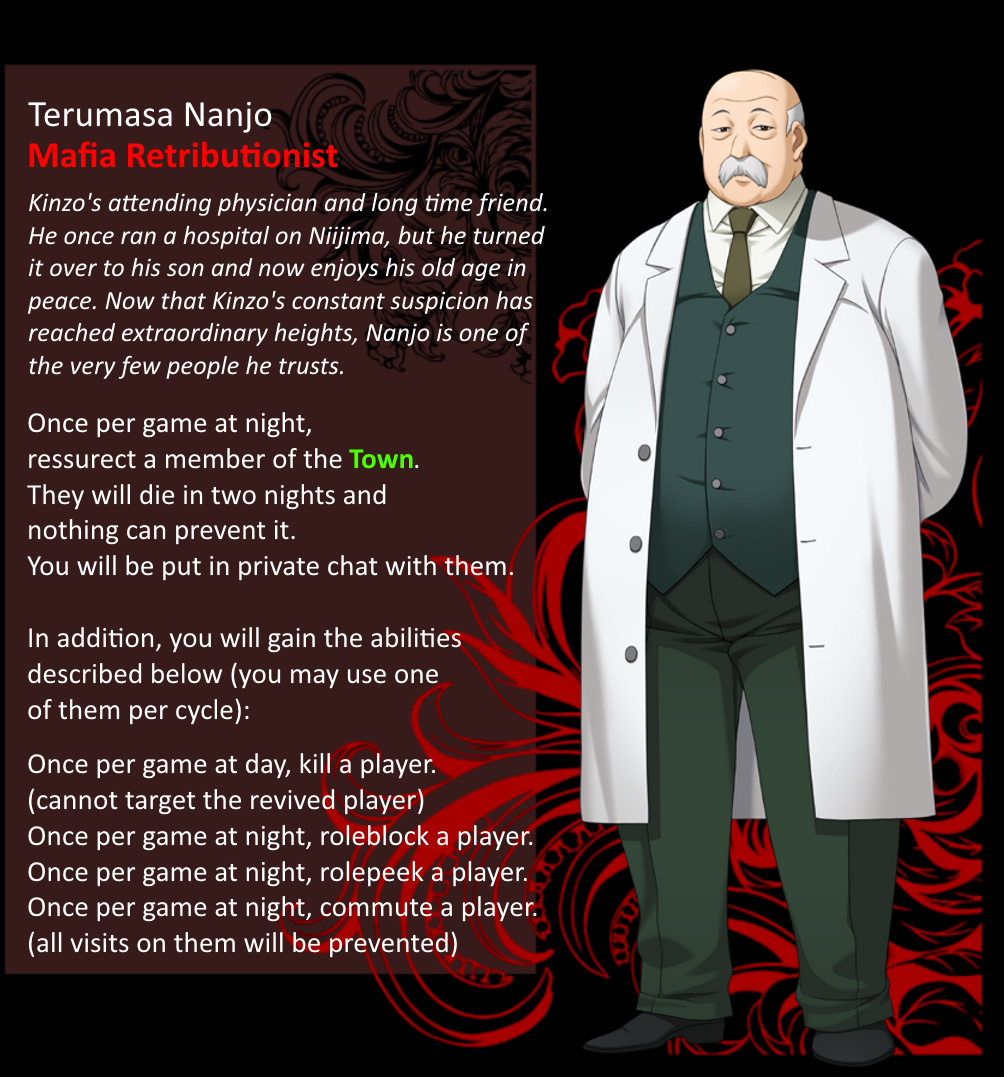 Terumasa Nanjo
Mafia Retributionist
Kinzo's attending physician and long time friend.
He once ran a hospital on Niijima, but he turned
it over to his son and now enjoys his old age in
peace. Now that Kinzo's constant suspicion has
reached extraordinary heights, Nanjo is one of
the very few people he trusts.
Once per game at night,
ressurect a member of the Town.
They will die in two nights and
nothing can prevent it.
You will be put in private chat with them.
In addition, you will gain the abilities
described below (you may use one
of them per cycle):
Once per game at day, kill a player.
(cannot target the revived player)
Once per game at night, roleblock a player.
Once per game at night, rolepeek a player.
Once per game at night, commute a player.
(all visits on them will be prevented)